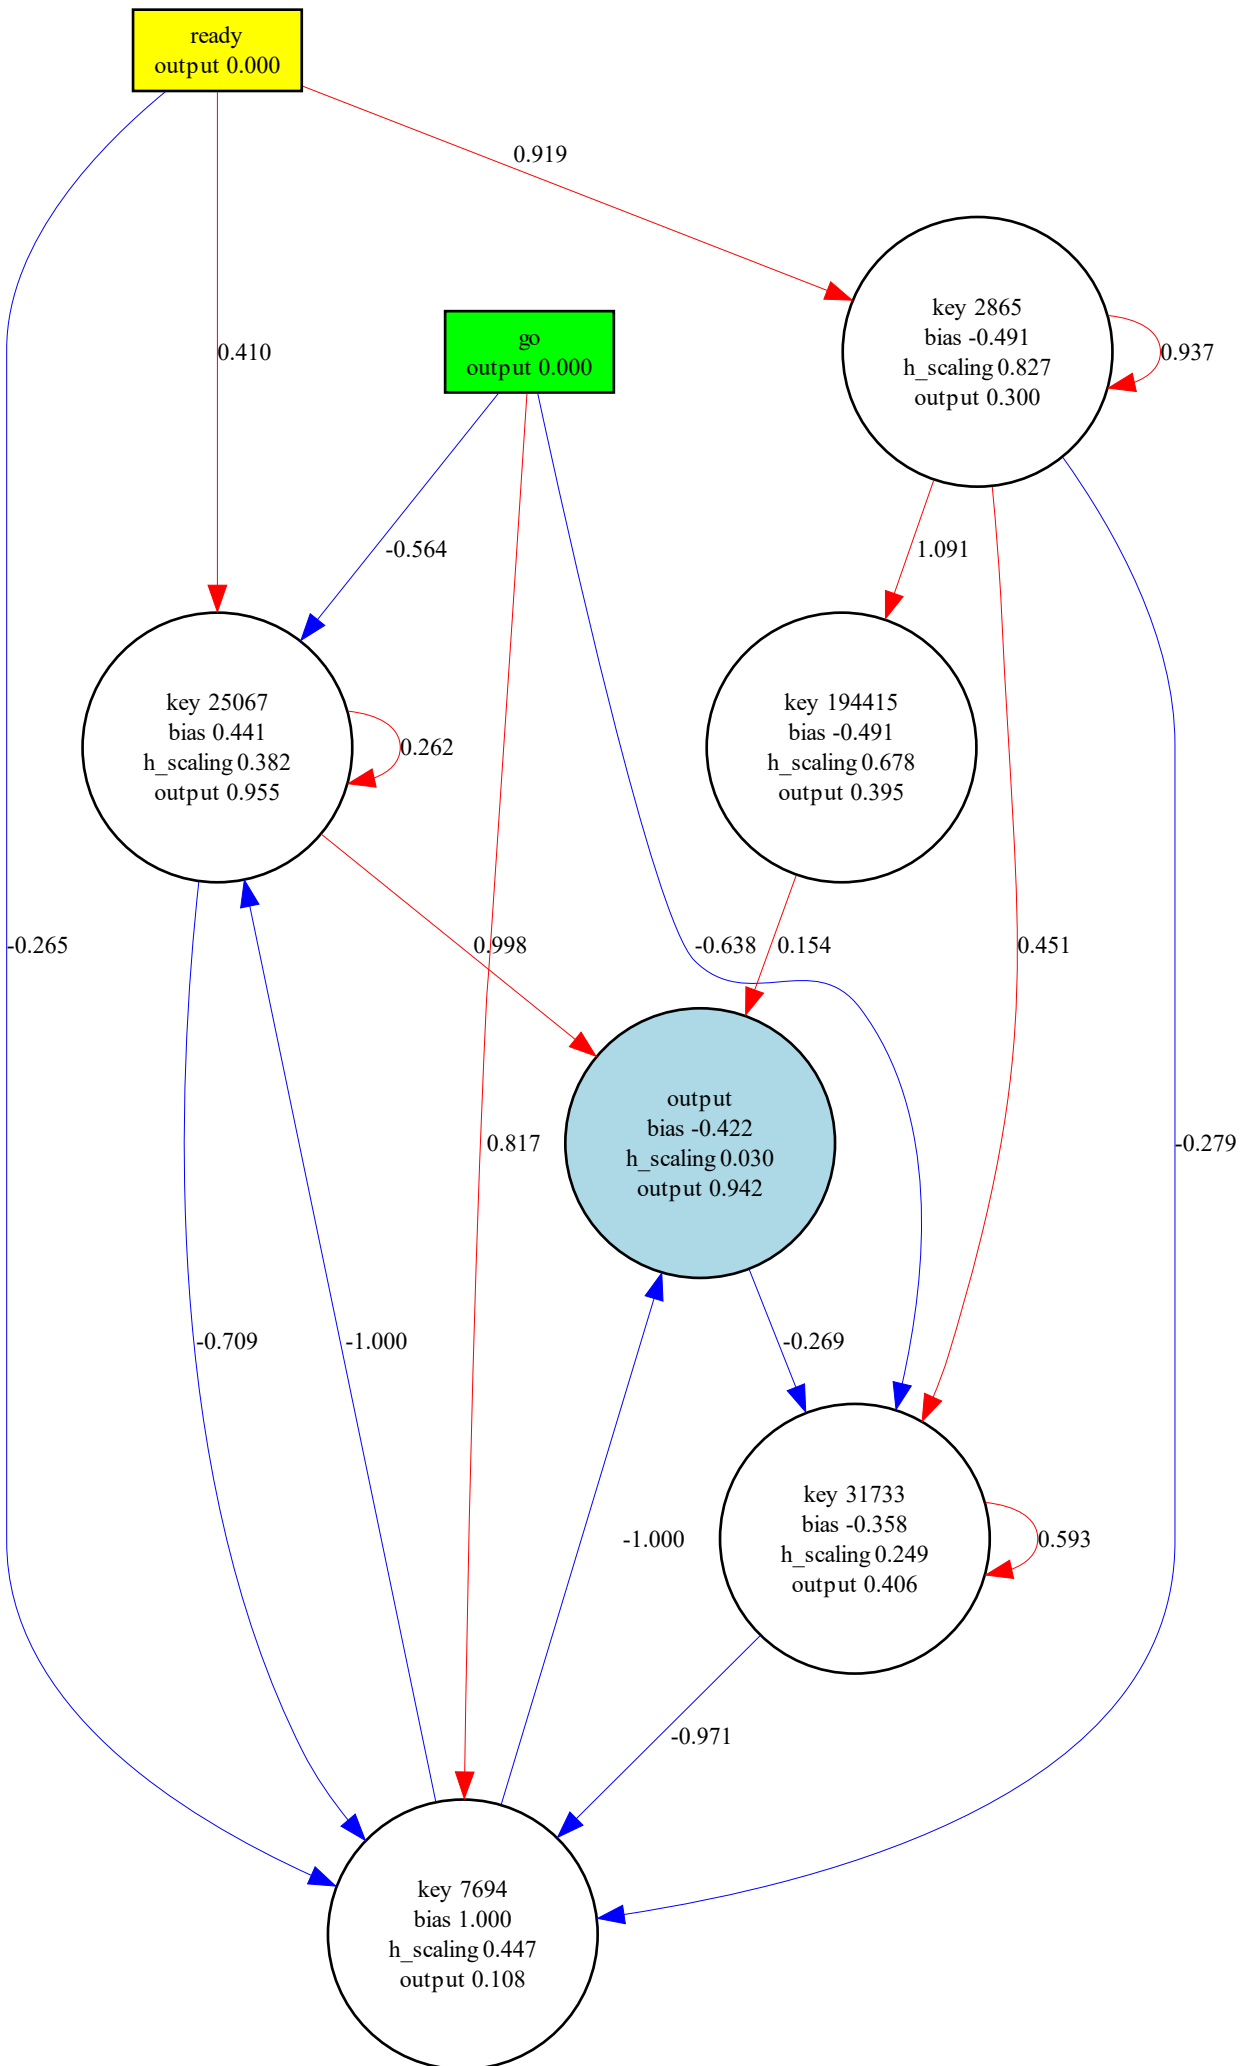 ready
output 0.000
0.919
key 2865
bias -0.491
h_scaling 0.827
output 0.300
0.937
go
output 0.000
0.410
-0.564
1.091
key 25067
bias 0.441
h_scaling 0.382
output 0.955
0.262
key 194415
bias -0.491
h_scaling 0.678
output 0.395
-0.265
0.998
-0.638
0.154
0.451
output
bias -0.422
h_scaling 0.030
output 0.942
0.817
-0.279
-0.709
-1.000
-0.269
key 31733
bias -0.358
h_scaling 0.249
output 0.406
0.593
-1.000
-0.971
key 7694
bias 1.000
h_scaling 0.447
output 0.108